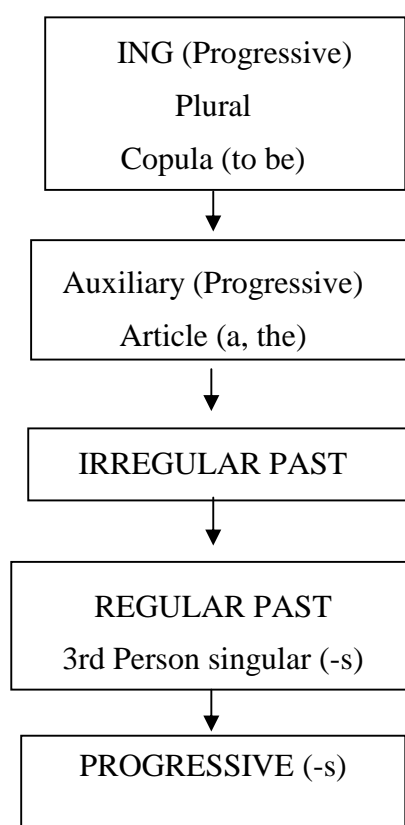 ING (Progressive)
Plural
Copula (to be)
Auxiliary (Progressive)
Article (a, the)
IRREGULAR PAST
REGULAR PAST
3rd Person singular (-s)
PROGRESSIVE (-s)